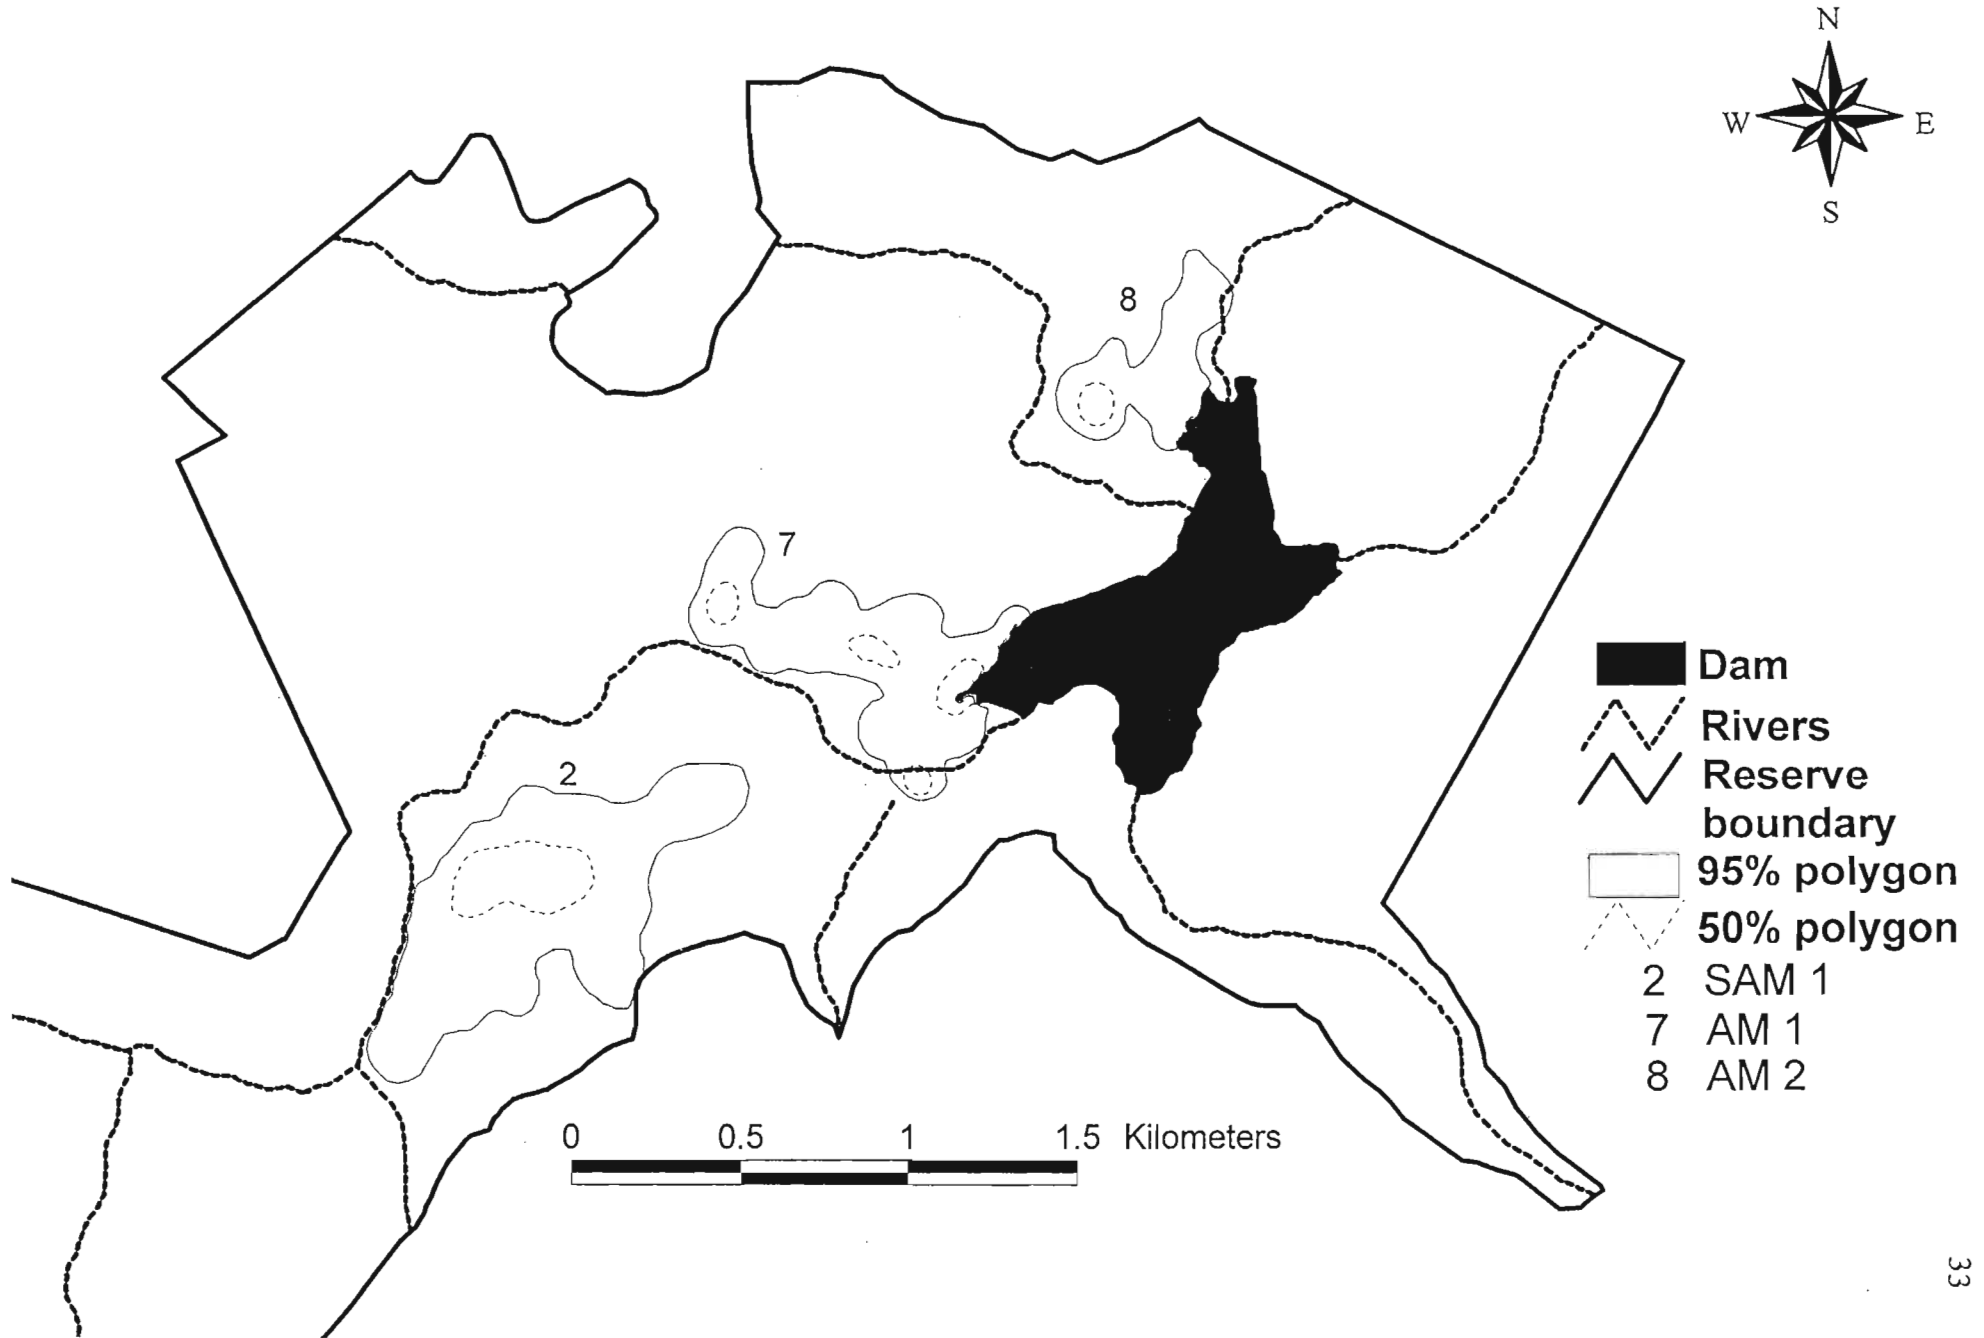 N
W E
S
8
7
2
Dam
Rivers
Reserve
boundary
95% polygon
50% polygon
2 SAM 1
7 AM 1
8 AM 2
0 0.5 1 1.5 Kilometers
33